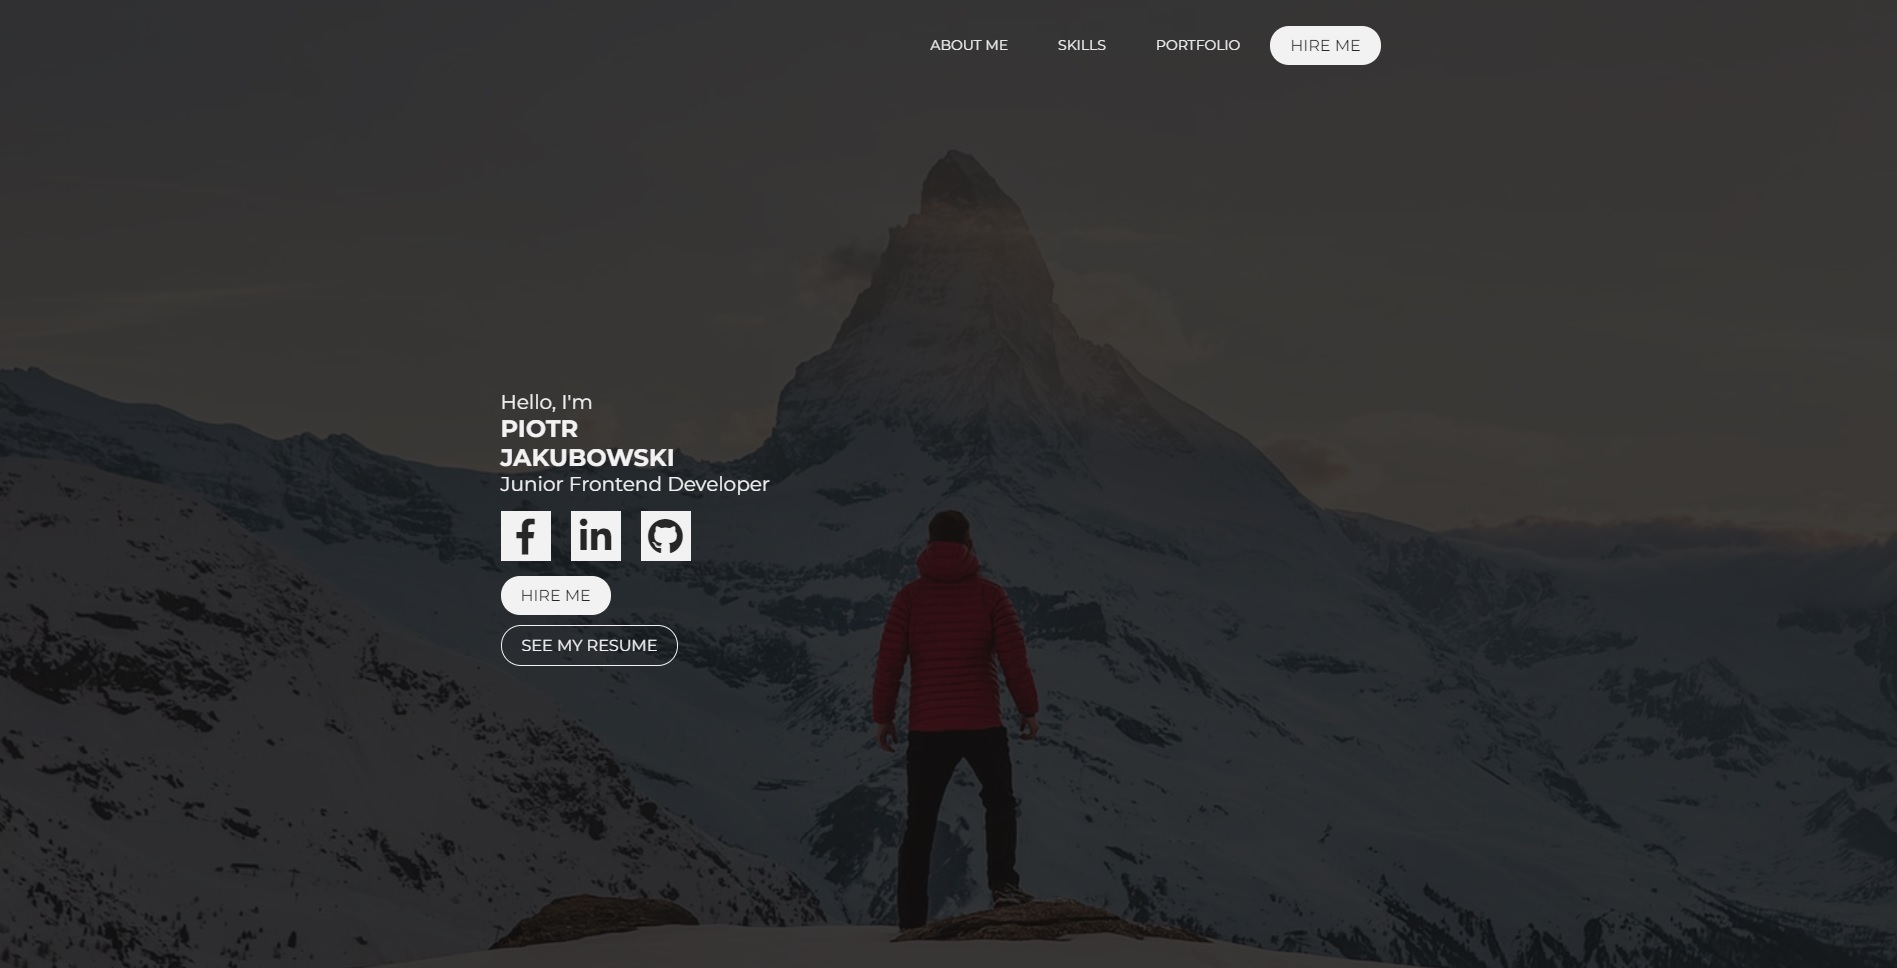 ABOUT ME SKILLS PORTFOLIO HIRE ME
Hello, I'm
PIOTR
JAKUBOWSKI
Junior Frontend Developer
HIRE ME
SEE MY RESUME